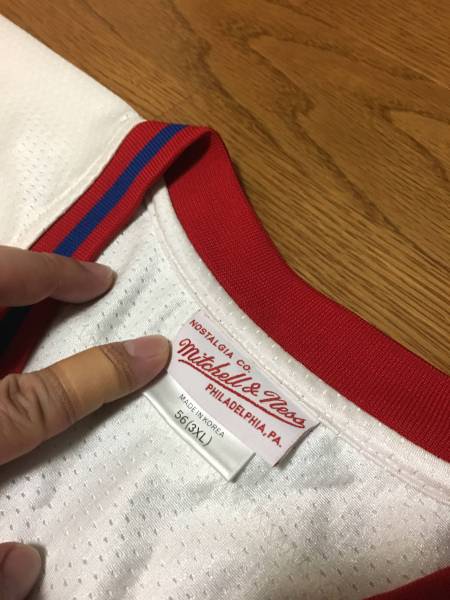 NOSTALGIA CO.
Mitchell & Ness
PHILADELPHIA, PA.
MADE IN KOREA
56(3XL)